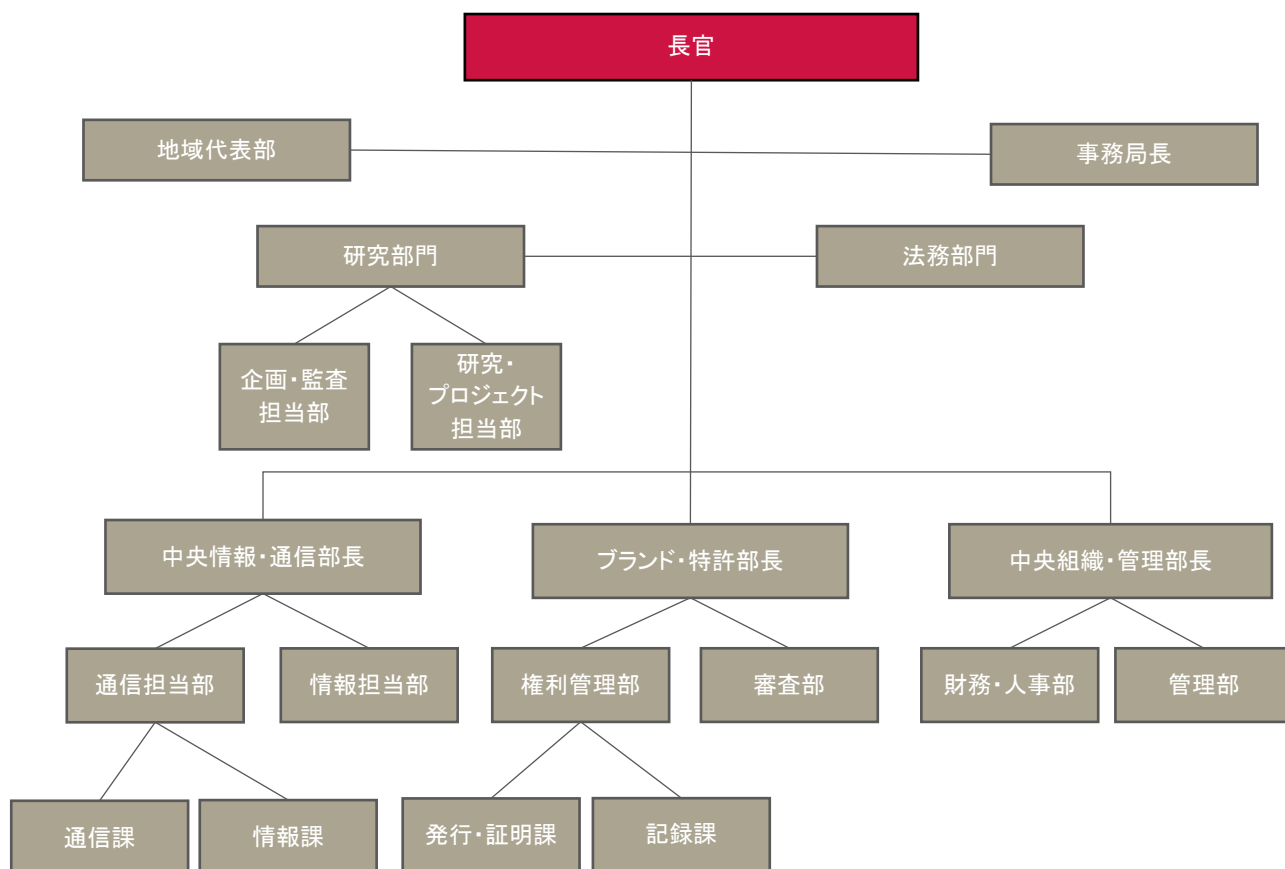 長官
地域代表部
事務局長
研究部門
法務部門
企画・監査
担当部
研究・
プロジェクト
担当部
中央情報・通信部長
ブランド・特許部長
中央組織・管理部長
通信担当部
情報担当部
権利管理部
審査部
財務・人事部
管理部
通信課
情報課
発行・証明課
記録課